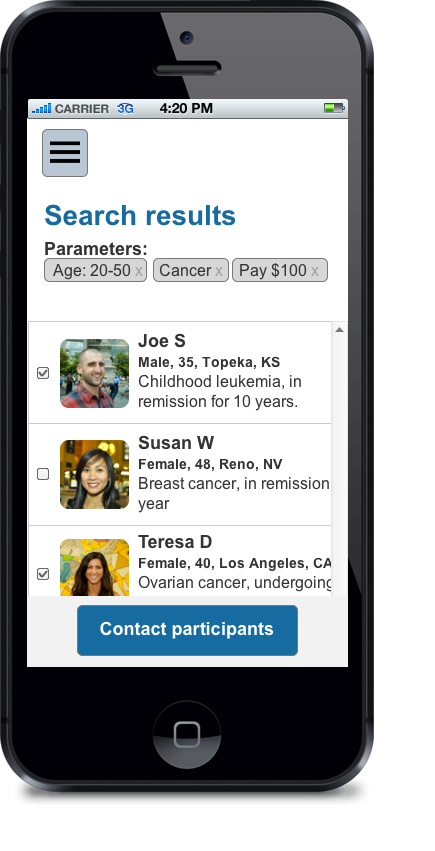 CARRIER 3G 4:20 PM
Search results
Parameters:
Age: 20-50 x Cancer x Pay $100 x
Joe S
Male, 35, Topeka, KS
Childhood leukemia, in
remission for 10 years.
Susan W
Female, 48, Reno, NV
Breast cancer, in remission
year
Teresa D
Female, 40, Los Angeles, CA
Ovarian cancer, undergoing
Contact participants